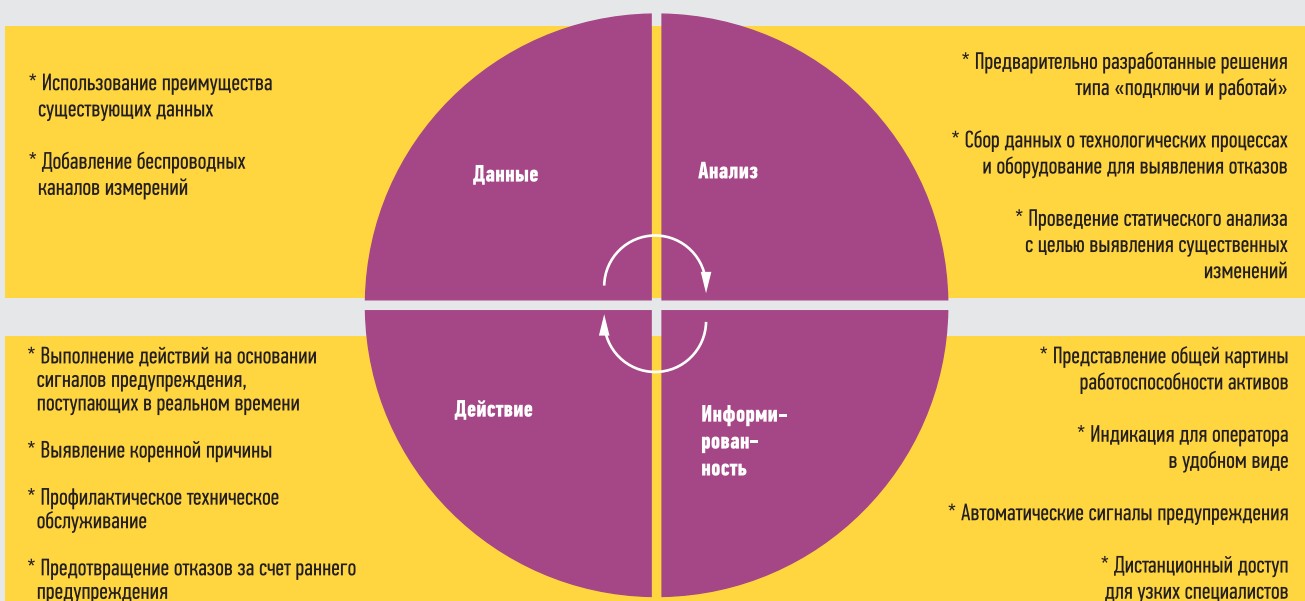 * Использование преимущества
существующих данных
* Добавление беспроводных
каналов измерений
Данные
Анализ
* Предварительно разработанные решения
типа «подключи и работай»
* Сбор данных о технологических процессах
и оборудование для выявления отказов
* Проведение статического анализа
с целью выявления существенных
изменений
* Выполнение действий на основании
сигналов предупреждения,
поступающих в реальном времени
* Выявление коренной причины
* Профилактическое техническое
обслуживание
* Предотвращение отказов за счет раннего
предупреждения
Действие
Информи-
рован-
ность
* Представление общей картины
работоспособности активов
* Индикация для оператора
в удобном виде
* Автоматические сигналы предупреждения
* Дистанционный доступ
для узких специалистов